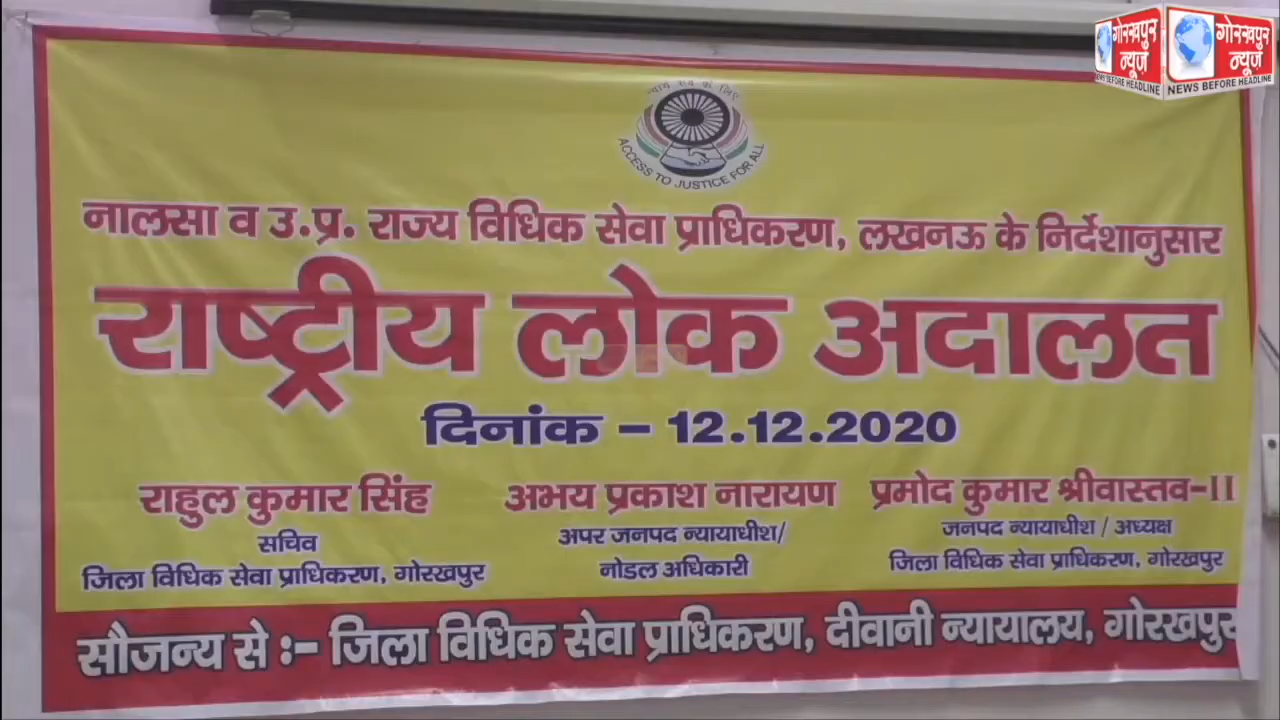 गोरखपुर न्यूज़
NEWS BEFORE HEADLINE
गोरखपुर न्यूज़
NEWS BEFORE HEADLINE
न्याय सब के लिए
ACCESS TO JUSTICE FOR ALL
नालसा व उ.प्र. राज्य विधिक सेवा प्राधिकरण, लखनऊ के निर्देशानुसार
राष्ट्रीय लोक अदालत
दिनांक – 12.12.2020
राहुल कुमार सिंह
सचिव
जिला विधिक सेवा प्राधिकरण, गोरखपुर
अभय प्रकाश नारायण
अपर जनपद न्यायाधीश/
नोडल अधिकारी
प्रमोद कुमार श्रीवास्तव-II
जनपद न्यायाधीश / अध्यक्ष
जिला विधिक सेवा प्राधिकरण, गोरखपुर
सौजन्य से :- जिला विधिक सेवा प्राधिकरण, दीवानी न्यायालय, गोरखपुर